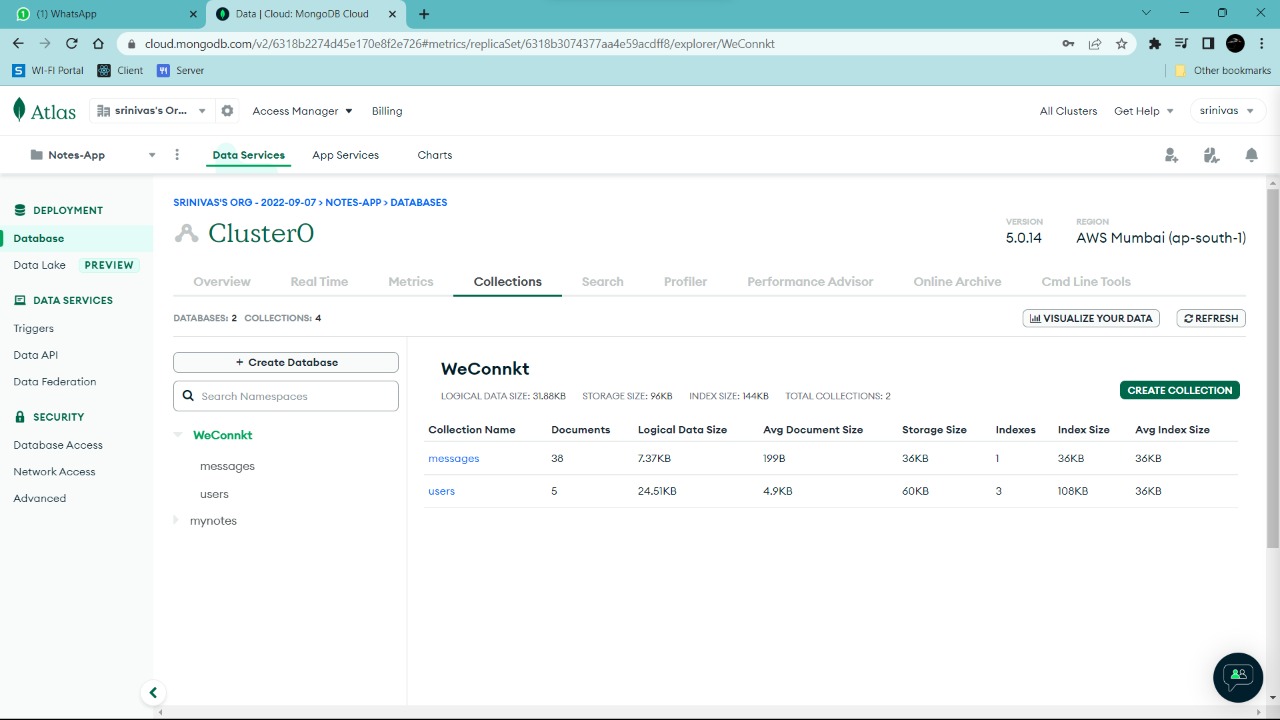 (1) WhatsApp
Data | Cloud: MongoDB Cloud
cloud.mongodb.com/v2/6318b2274d45e170e8f2e726#metrics/replicaSet/6318b3074377aa4e59acdff8/explorer/WeConnkt
WI-FI Portal Client Server Other bookmarks
Atlas srinivas's Or... Access Manager Billing All Clusters Get Help srinivas
Notes-App Data Services App Services Charts
DEPLOYMENT
Database
Data Lake PREVIEW
DATA SERVICES
Triggers
Data API
Data Federation
SECURITY
Database Access
Network Access
Advanced
SRINIVAS'S ORG - 2022-09-07 > NOTES-APP > DATABASES
Cluster0
VERSION REGION
5.0.14 AWS Mumbai (ap-south-1)
Overview Real Time Metrics Collections Search Profiler Performance Advisor Online Archive Cmd Line Tools
DATABASES: 2 COLLECTIONS: 4 VISUALIZE YOUR DATA REFRESH
+ Create Database
Search Namespaces
WeConnkt
messages
users
mynotes
WeConnkt
LOGICAL DATA SIZE: 31.88KB STORAGE SIZE: 96KB INDEX SIZE: 144KB TOTAL COLLECTIONS: 2
CREATE COLLECTION
Collection Name Documents Logical Data Size Avg Document Size Storage Size Indexes Index Size Avg Index Size
messages 38 7.37KB 199B 36KB 1 36KB 36KB
users 5 24.51KB 4.9KB 60KB 3 108KB 36KB